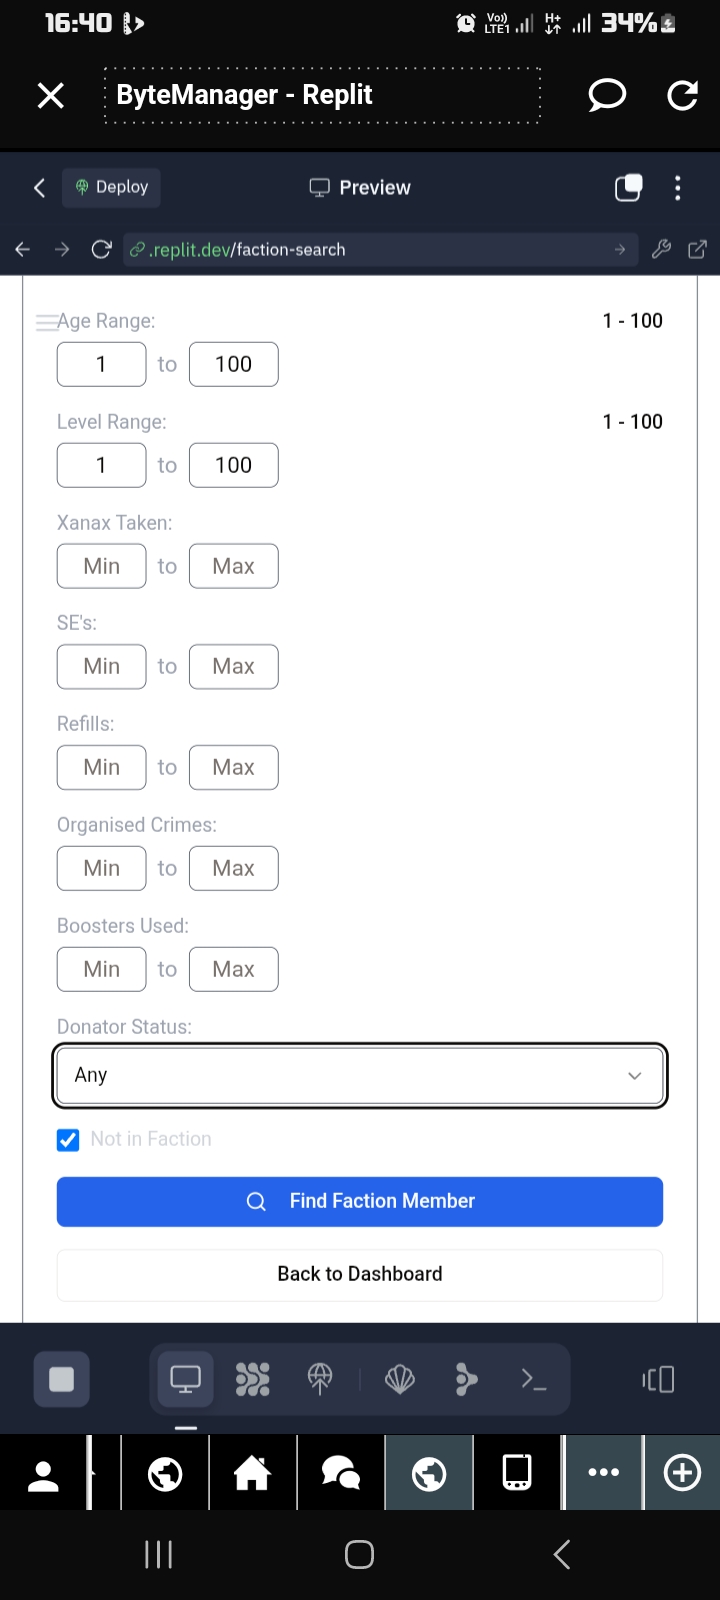 16:40
Vo) LTE1 H+ 34%
ByteManager - Replit
Deploy
Preview
.replit.dev/faction-search
Age Range: 1 - 100
1 to 100
Level Range: 1 - 100
1 to 100
Xanax Taken:
Min to Max
SE's:
Min to Max
Refills:
Min to Max
Organised Crimes:
Min to Max
Boosters Used:
Min to Max
Donator Status:
Any
Not in Faction
Find Faction Member
Back to Dashboard